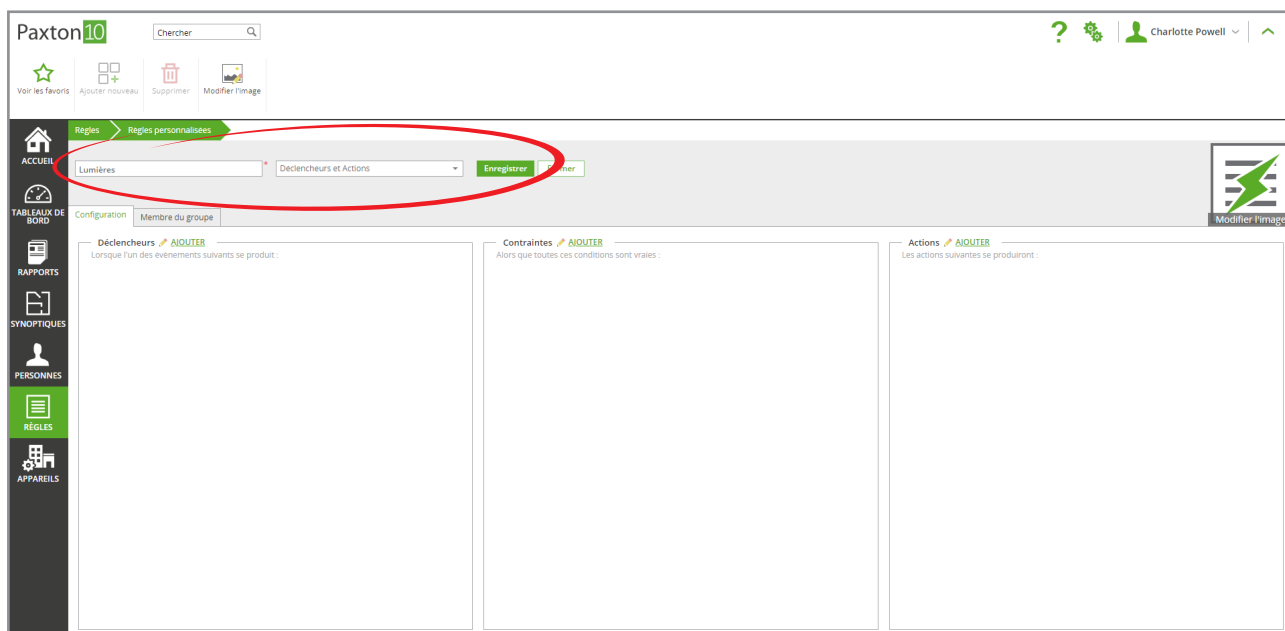 Paxton10
Chercher
? Charlotte Powell
Voir les favoris
Ajouter nouveau
Supprimer
Modifier l'image
ACCUEIL
TABLEAUX DE
BORD
RAPPORTS
SYNOPTIQUES
PERSONNES
RÈGLES
APPAREILS
Règles
Règles personnalisées
Lumières
*
Déclencheurs et Actions
Enregistrer
Modifier l'image
Configuration
Membre du groupe
Déclencheurs AJOUTER
Lorsque l'un des évènements suivants se produit :
Contraintes AJOUTER
Alors que toutes ces conditions sont vraies :
Actions AJOUTER
Les actions suivantes se produiront :